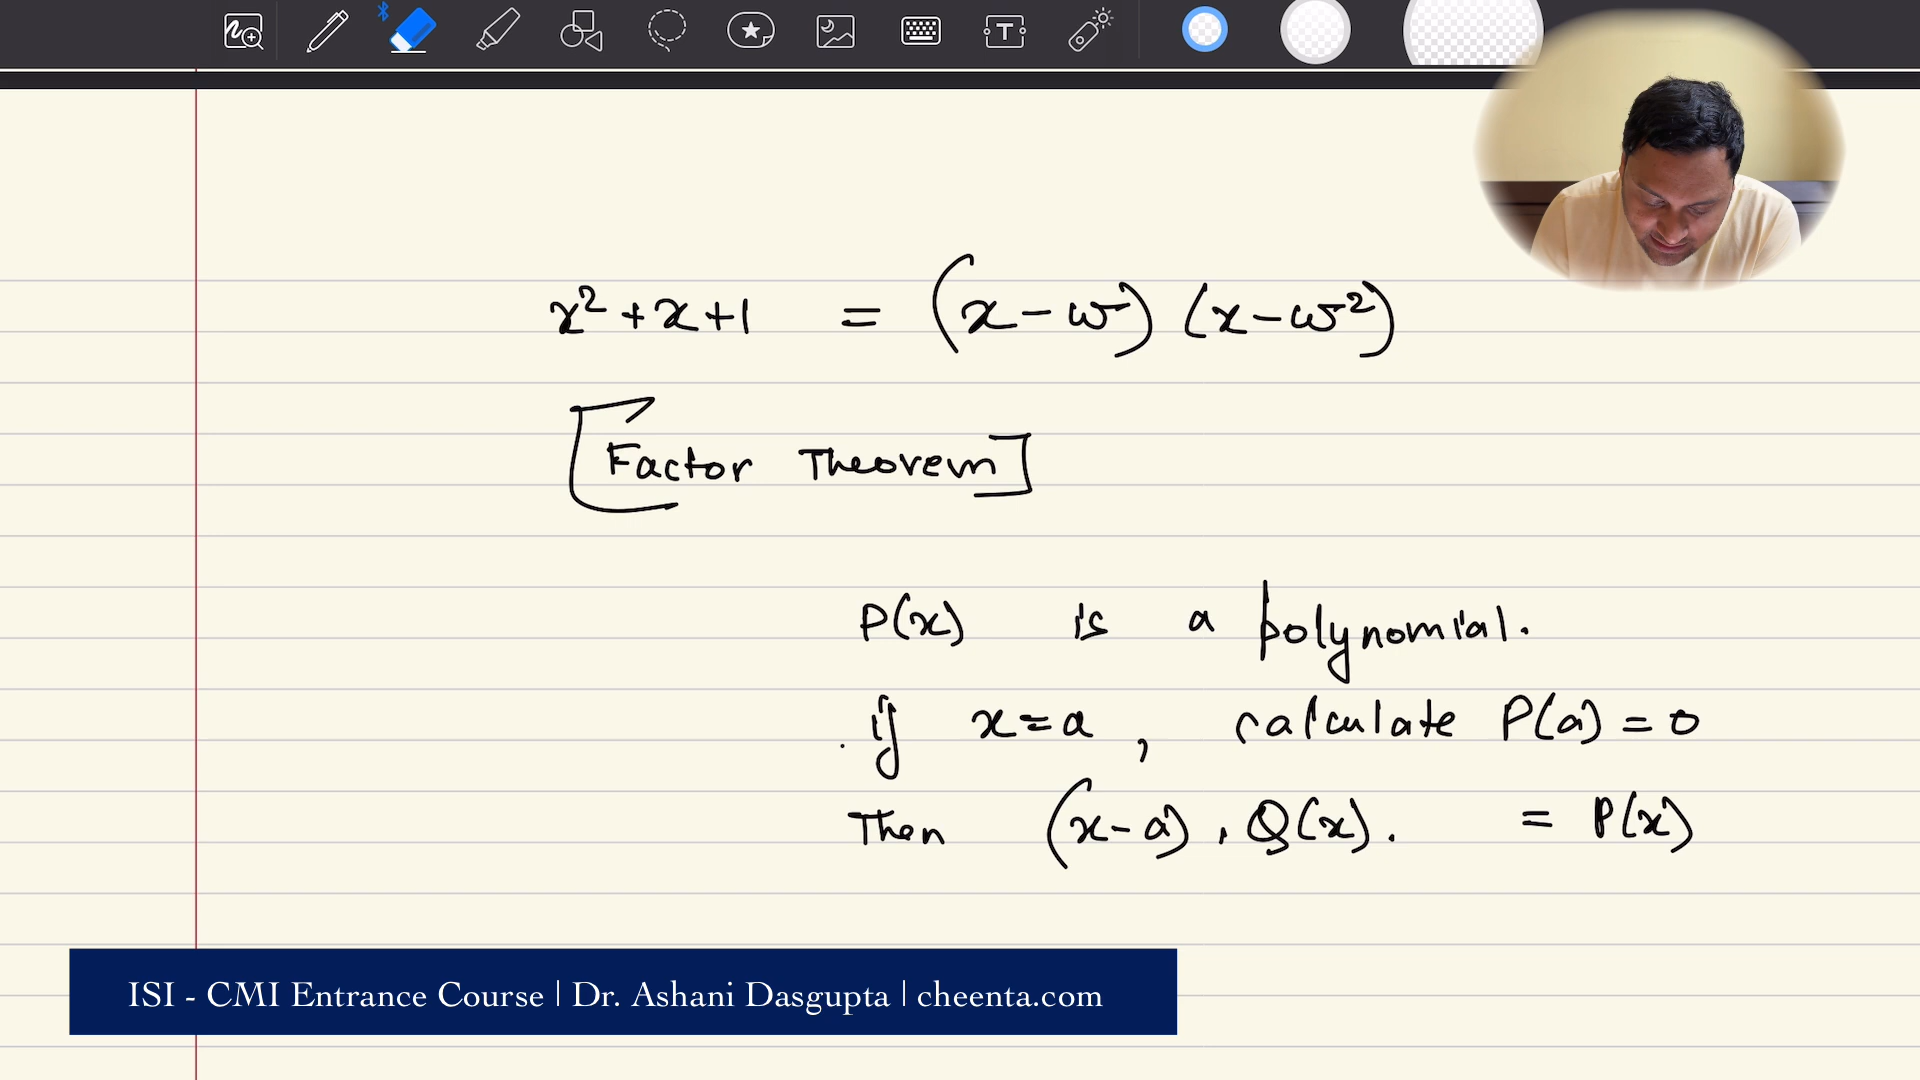 x² + x + 1 = (x - ω) (x - ω²)
[Factor Theorem]
P(x) is a polynomial.
if x = a , calculate P(a) = 0
Then (x - a) . Q(x). = P(x)
ISI - CMI Entrance Course | Dr. Ashani Dasgupta | cheenta.com